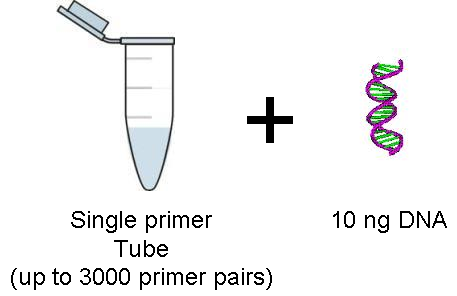 +
Single primer
Tube
(up to 3000 primer pairs)
10 ng DNA